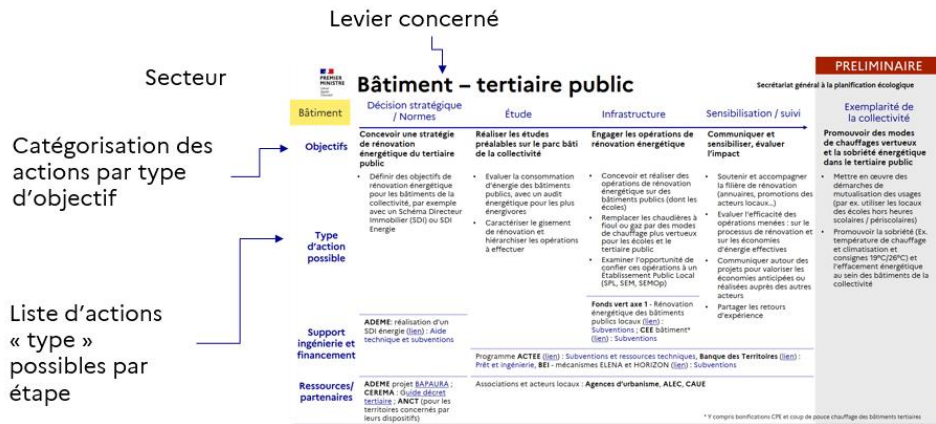 Levier concerné
Secteur
Catégorisation des
actions par type
d'objectif
Liste d'actions
« type »
possibles par
étape
PREMIER
MINISTRE
Bâtiment – tertiaire public
PRELIMINAIRE
Secrétariat général à la planification écologique
Bâtiment
Décision stratégique
/ Normes
Étude
Infrastructure
Sensibilisation / suivi
Exemplarité de
la collectivité
Objectifs
Concevoir une stratégie
de rénovation
énergétique du tertiaire
public
Réaliser les études
préalables sur le parc bâti
de la collectivité
Engager les opérations de
rénovation énergétique
Communiquer et
sensibiliser, évaluer
l'impact
Promouvoir des modes
de chauffages vertueux
et la sobriété énergétique
dans le tertiaire public
Type
d'action
possible
• Définir des objectifs de
rénovation énergétique
pour les bâtiments de la
collectivité, par exemple
avec un Schéma Directeur
Immobilier (SDI) ou SDI
Energie
• Evaluer la consommation
d'énergie des bâtiments
publics, avec un audit
énergétique pour les plus
énergivores
• Caractériser le gisement
de rénovation et
hiérarchiser les opérations
à effectuer
• Concevoir et réaliser des
opérations de rénovation
énergétique sur des
bâtiments publics (dont les
écoles)
• Remplacer les chaudières à
fioul ou gaz par des modes
de chauffage plus vertueux
pour les écoles et le
tertiaire public
• Examiner l'opportunité de
confier ces opérations à un
Établissement Public Local
(SPL, SEM, SEMOp)
• Soutenir et accompagner
la filière de rénovation
(annuaires, promotions des
acteurs locaux…)
• Evaluer l'efficacité des
opérations menées : sur le
processus de rénovation et
sur les économies
d'énergie effectives
• Communiquer autour des
projets pour valoriser les
économies anticipées ou
réalisées auprès des autres
acteurs
• Partager les retours
d'expérience
• Mettre en œuvre des
démarches de
mutualisation des usages
(par ex. utiliser les locaux
des écoles hors heures
scolaires / périscolaires)
• Promouvoir la sobriété (Ex.
température de chauffage
et climatisation et
consignes 19°C/26°C) et
l'effacement énergétique
au sein des bâtiments de la
collectivité
Support
ingénierie et
financement
ADEME: réalisation d'un
SDI énergie (lien) : Aide
technique et subventions
Fonds vert axe 1 - Rénovation
énergétique des bâtiments
publics locaux (lien) :
Subventions ; CEE bâtiment*
(lien) : Subventions
Programme ACTEE (lien) : Subventions et ressources techniques, Banque des Territoires (lien) :
Prêt et ingénierie, BEI - mécanismes ELENA et HORIZON (lien) : Subventions
Ressources/
partenaires
ADEME projet BAPAURA ;
CEREMA : Guide décret
tertiaire ; ANCT (pour les
territoires concernés par
leurs dispositifs)
Associations et acteurs locaux : Agences d'urbanisme, ALEC, CAUE
* Y compris bonifications CPE et coup de pouce chauffage des bâtiments tertiaires